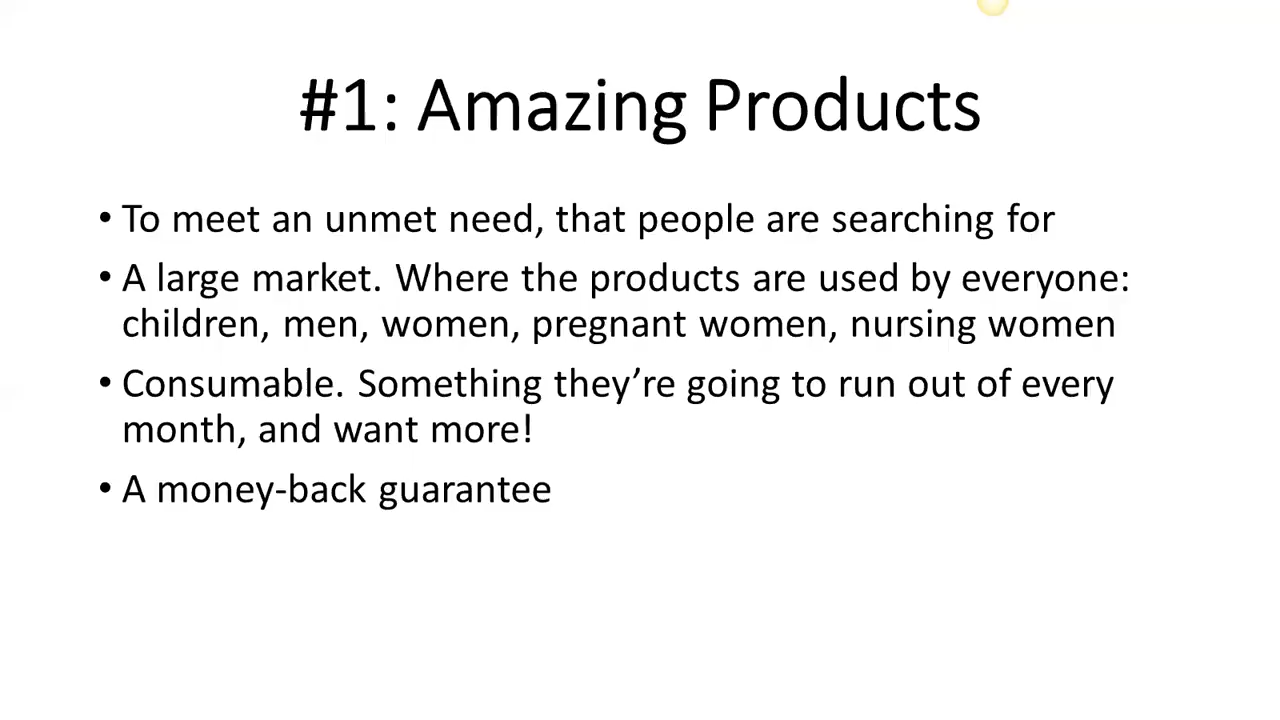 #1: Amazing Products
• To meet an unmet need, that people are searching for
• A large market. Where the products are used by everyone:
children, men, women, pregnant women, nursing women
• Consumable. Something they’re going to run out of every
month, and want more!
• A money-back guarantee